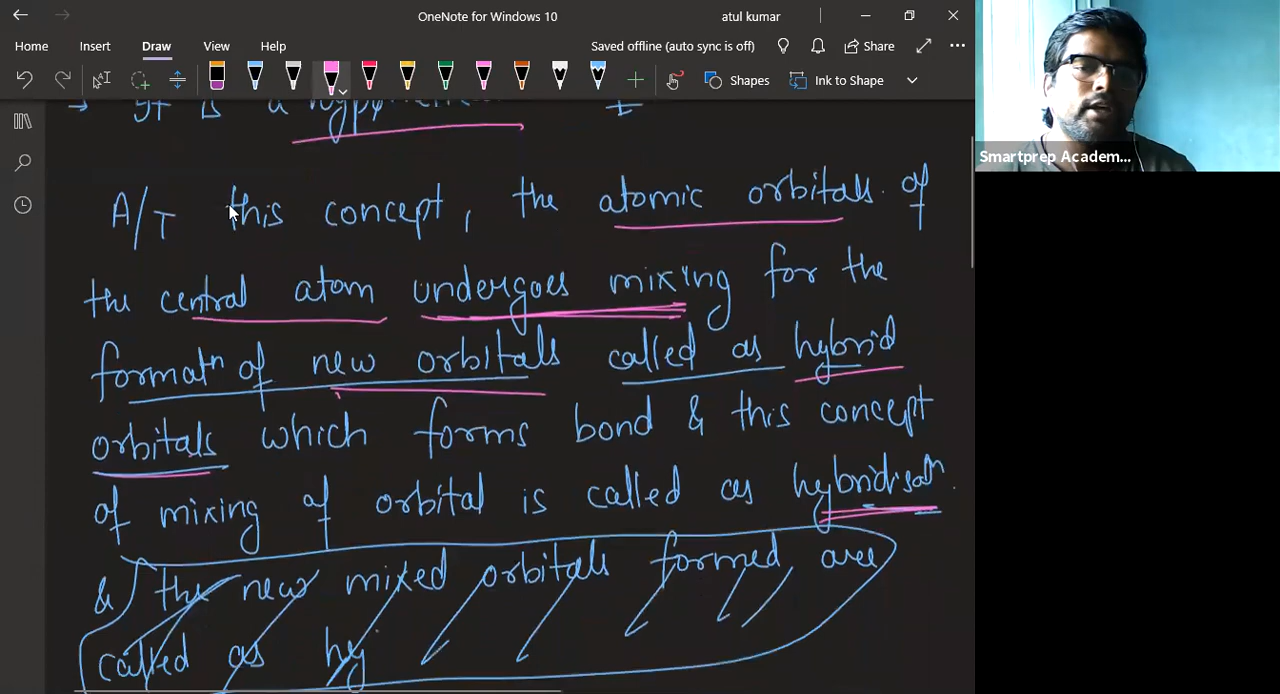 OneNote for Windows 10
atul kumar
Home Insert Draw View Help
Saved offline (auto sync is off)
Share
Shapes
Ink to Shape
→ It is a
Smartprep Academ...
A/T this concept, the atomic orbitals of
the central atom undergoes mixing for the
formatⁿ of new orbitals called as hybrid
orbitals which forms bond & this concept
of mixing of orbital is called as hybridisatⁿ.
& the new mixed orbitals formed are
called as hy